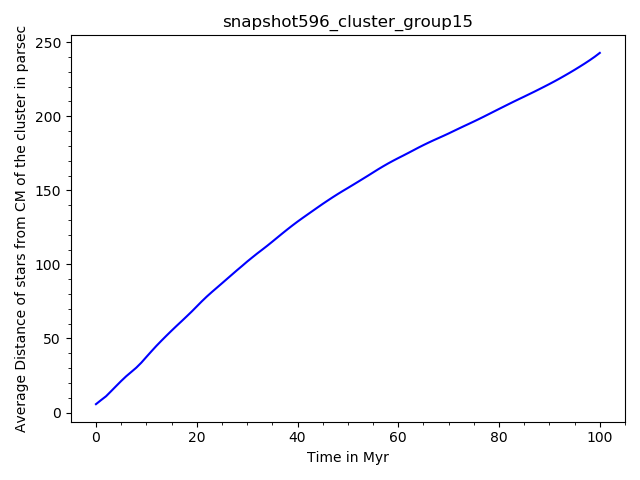 snapshot596_cluster_group15
Average Distance of stars from CM of the cluster in parsec
250
200
150
100
50
0
0 20 40 60 80 100
Time in Myr